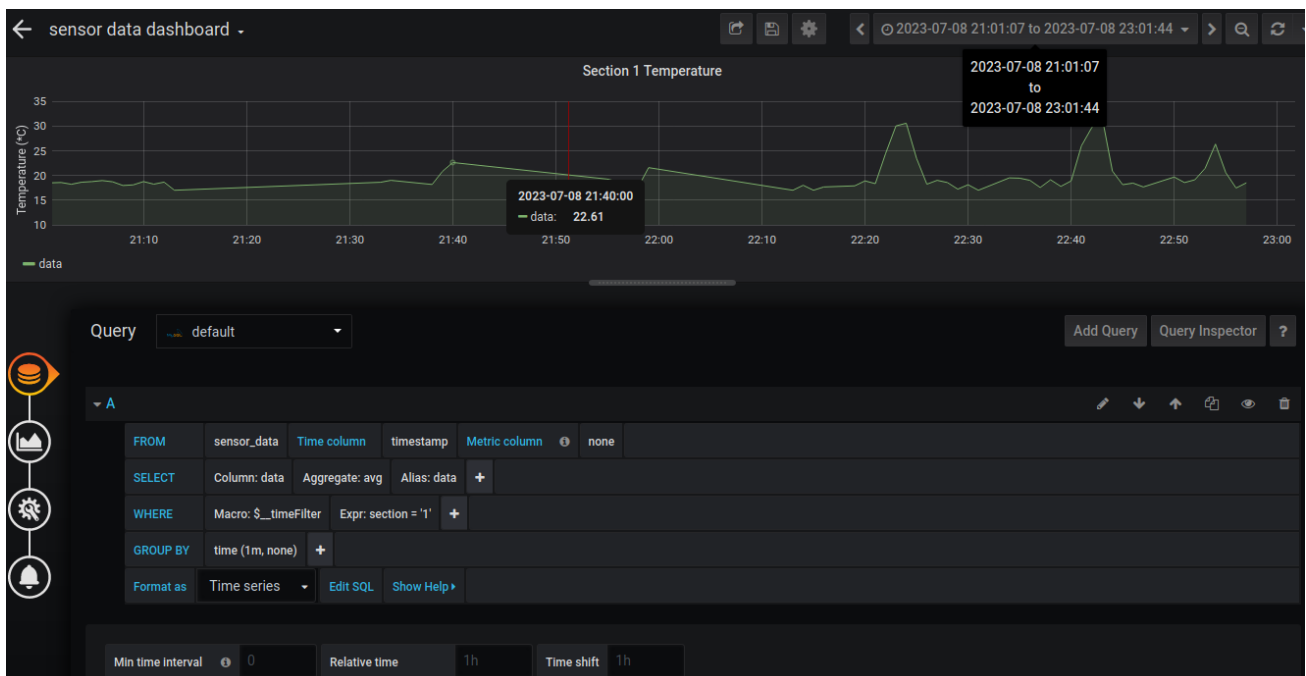 sensor data dashboard
2023-07-08 21:01:07 to 2023-07-08 23:01:44
2023-07-08 21:01:07
to
2023-07-08 23:01:44
Section 1 Temperature
Temperature (*C)
35
30
25
20
15
10
2023-07-08 21:40:00
data: 22.61
21:10 21:20 21:30 21:40 21:50 22:00 22:10 22:20 22:30 22:40 22:50 23:00
data
Query default Add Query Query Inspector ?
A
FROM sensor_data Time column timestamp Metric column none
SELECT Column: data Aggregate: avg Alias: data +
WHERE Macro: $__timeFilter Expr: section = '1' +
GROUP BY time (1m, none) +
Format as Time series Edit SQL Show Help
Min time interval 0 Relative time 1h Time shift 1h